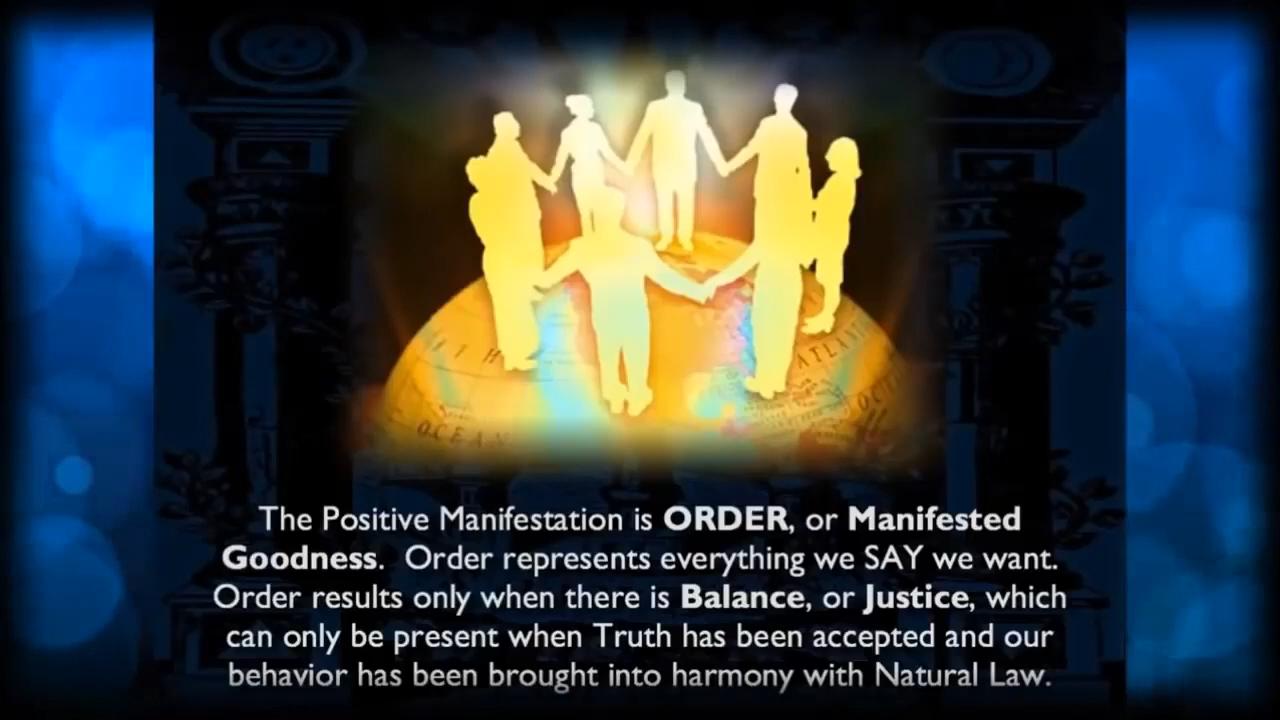 ATLANTIC
OCEAN
The Positive Manifestation is ORDER, or Manifested
Goodness. Order represents everything we SAY we want.
Order results only when there is Balance, or Justice, which
can only be present when Truth has been accepted and our
behavior has been brought into harmony with Natural Law.